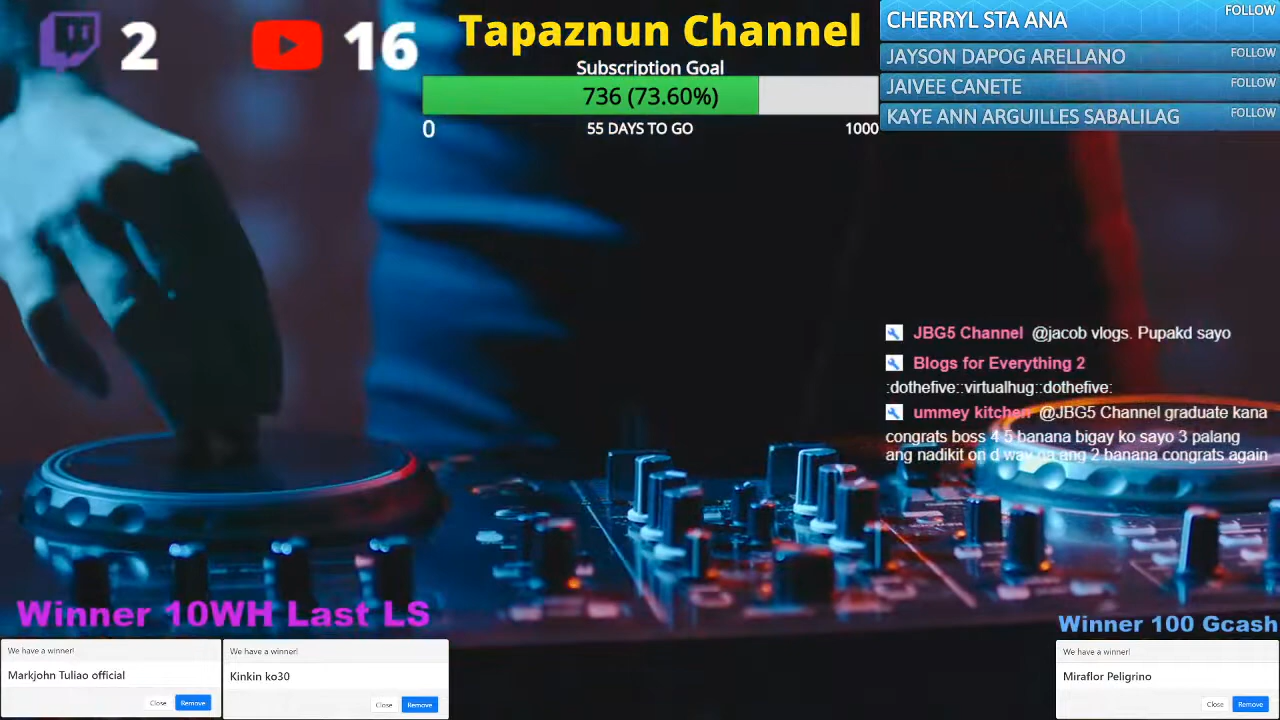 2
16
Tapaznun Channel
Subscription Goal
736 (73.60%)
0
55 DAYS TO GO
1000
CHERRYL STA ANA
FOLLOW
JAYSON DAPOG ARELLANO
FOLLOW
JAIVEE CANETE
FOLLOW
KAYE ANN ARGUILLES SABALILAG
FOLLOW
JBG5 Channel @jacob vlogs. Pupakd sayo
Blogs for Everything 2
:dothefive::virtualhug::dothefive:
ummey kitchen @JBG5 Channel graduate kana
congrats boss 4 5 banana bigay ko sayo 3 palang
ang nadikit on d way na ang 2 banana congrats again
Winner 10WH Last LS
We have a winner!
Markjohn Tuliao official
Close Remove
We have a winner!
Kinkin ko30
Close Remove
Winner 100 Gcash
We have a winner!
Miraflor Peligrino
Close Remove